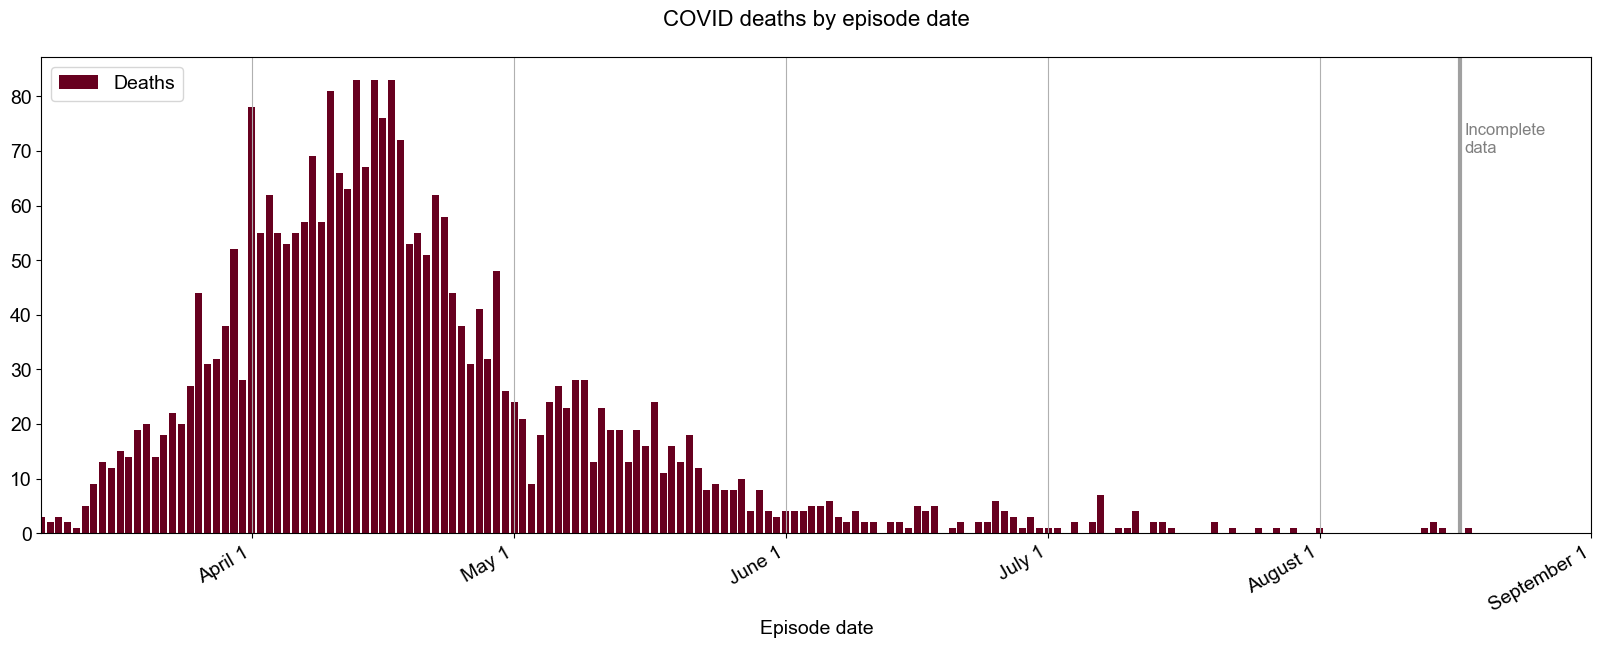 COVID deaths by episode date
Deaths
80
70
60
50
40
30
20
10
0
Incomplete
data
April 1
May 1
June 1
July 1
August 1
September 1
Episode date